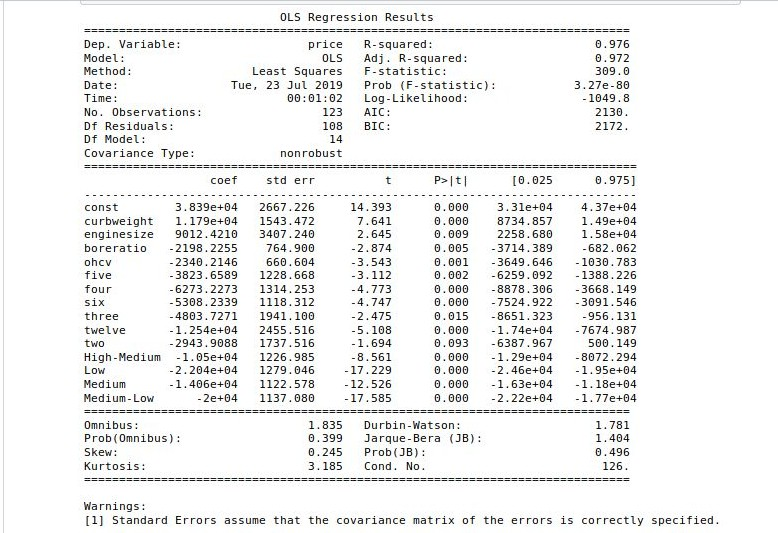 OLS Regression Results
==============================================================================
Dep. Variable: price R-squared: 0.976
Model: OLS Adj. R-squared: 0.972
Method: Least Squares F-statistic: 309.0
Date: Tue, 23 Jul 2019 Prob (F-statistic): 3.27e-80
Time: 00:01:02 Log-Likelihood: -1049.8
No. Observations: 123 AIC: 2130.
Df Residuals: 108 BIC: 2172.
Df Model: 14
Covariance Type: nonrobust
===============================================================================
coef std err t P>|t| [0.025 0.975]
-------------------------------------------------------------------------------
const 3.839e+04 2667.226 14.393 0.000 3.31e+04 4.37e+04
curbweight 1.179e+04 1543.472 7.641 0.000 8734.857 1.49e+04
enginesize 9012.4210 3407.240 2.645 0.009 2258.680 1.58e+04
boreratio -2198.2255 764.900 -2.874 0.005 -3714.389 -682.062
ohcv -2340.2146 660.604 -3.543 0.001 -3649.646 -1030.783
five -3823.6589 1228.668 -3.112 0.002 -6259.092 -1388.226
four -6273.2273 1314.253 -4.773 0.000 -8878.306 -3668.149
six -5308.2339 1118.312 -4.747 0.000 -7524.922 -3091.546
three -4803.7271 1941.100 -2.475 0.015 -8651.323 -956.131
twelve -1.254e+04 2455.516 -5.108 0.000 -1.74e+04 -7674.987
two -2943.9088 1737.516 -1.694 0.093 -6387.967 500.149
High-Medium -1.05e+04 1226.985 -8.561 0.000 -1.29e+04 -8072.294
Low -2.204e+04 1279.046 -17.229 0.000 -2.46e+04 -1.95e+04
Medium -1.406e+04 1122.578 -12.526 0.000 -1.63e+04 -1.18e+04
Medium-Low -2e+04 1137.080 -17.585 0.000 -2.22e+04 -1.77e+04
==============================================================================
Omnibus: 1.835 Durbin-Watson: 1.781
Prob(Omnibus): 0.399 Jarque-Bera (JB): 1.404
Skew: 0.245 Prob(JB): 0.496
Kurtosis: 3.185 Cond. No. 126.
==============================================================================
Warnings:
[1] Standard Errors assume that the covariance matrix of the errors is correctly specified.